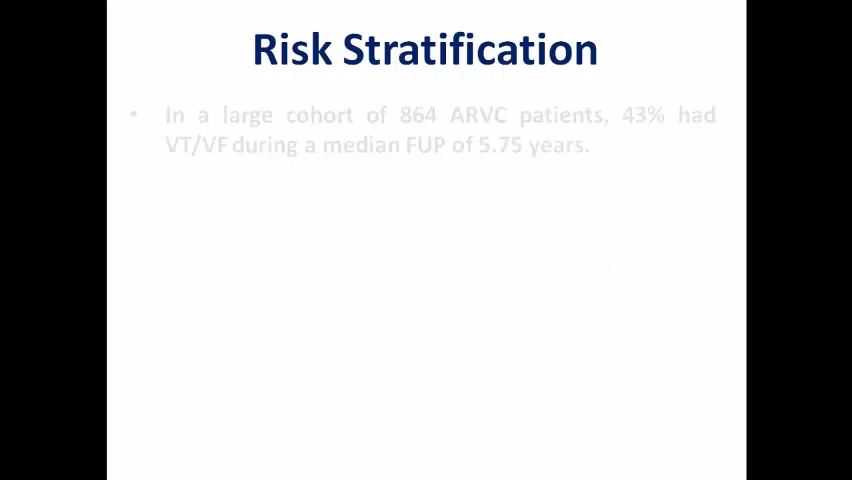 Risk Stratification
• In a large cohort of 864 ARVC patients, 43% had
VT/VF during a median FUP of 5.75 years.